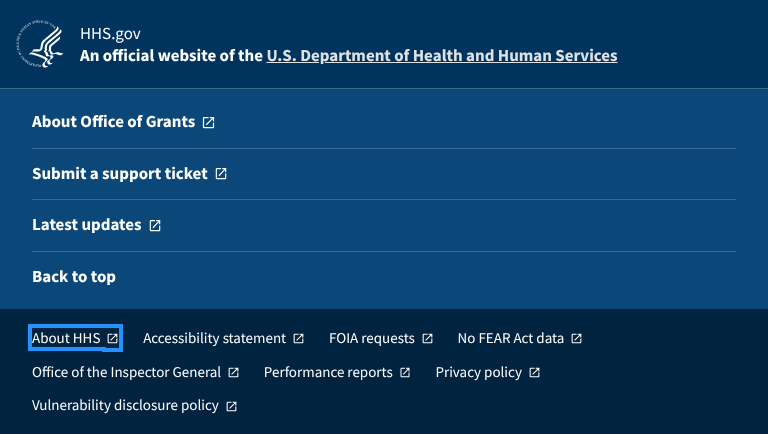 HHS.gov
An official website of the U.S. Department of Health and Human Services
About Office of Grants
Submit a support ticket
Latest updates
Back to top
About HHS Accessibility statement FOIA requests No FEAR Act data
Office of the Inspector General Performance reports Privacy policy
Vulnerability disclosure policy